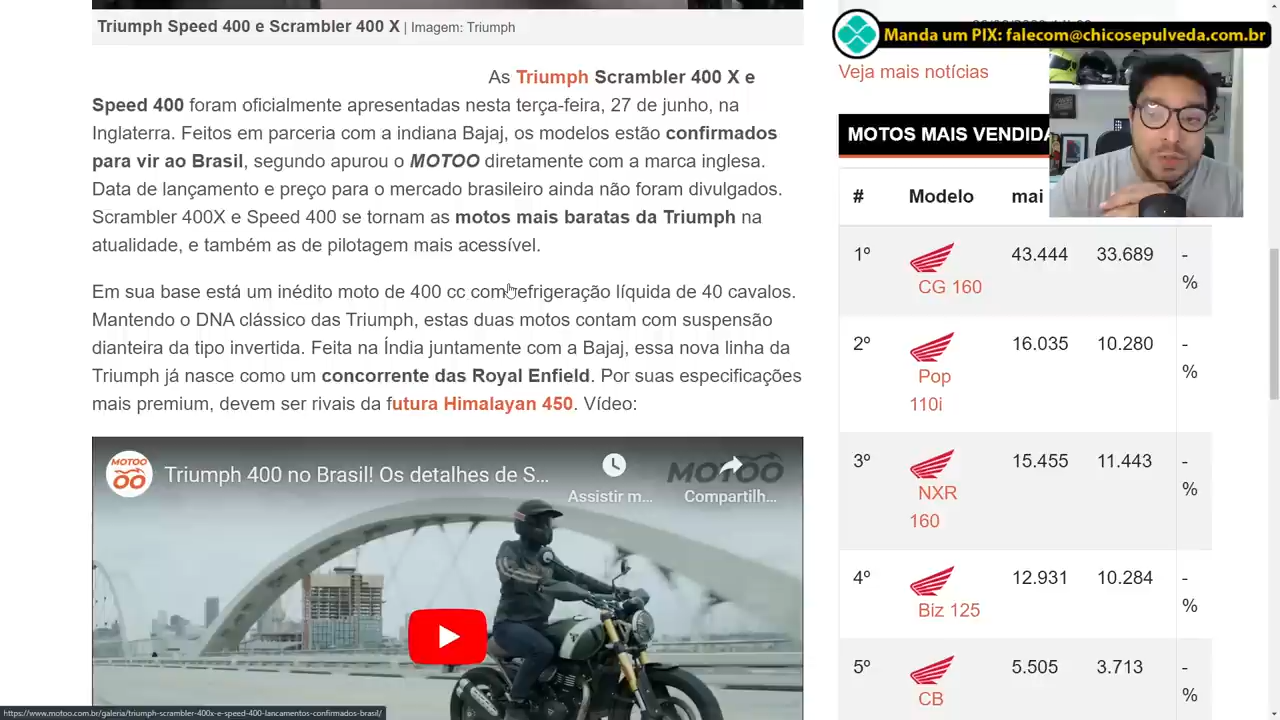 Triumph Speed 400 e Scrambler 400 X | Imagem: Triumph
As Triumph Scrambler 400 X e
Speed 400 foram oficialmente apresentadas nesta terça-feira, 27 de junho, na
Inglaterra. Feitos em parceria com a indiana Bajaj, os modelos estão confirmados
para vir ao Brasil, segundo apurou o MOTOO diretamente com a marca inglesa.
Data de lançamento e preço para o mercado brasileiro ainda não foram divulgados.
Scrambler 400X e Speed 400 se tornam as motos mais baratas da Triumph na
atualidade, e também as de pilotagem mais acessível.
Em sua base está um inédito moto de 400 cc com refrigeração líquida de 40 cavalos.
Mantendo o DNA clássico das Triumph, estas duas motos contam com suspensão
dianteira da tipo invertida. Feita na Índia juntamente com a Bajaj, essa nova linha da
Triumph já nasce como um concorrente das Royal Enfield. Por suas especificações
mais premium, devem ser rivais da futura Himalayan 450. Vídeo:
MOTOO
Triumph 400 no Brasil! Os detalhes de S...
Assistir m...
MOTOO
Compartilh...
https://www.motoo.com.br/galeria/triumph-scrambler-400x-e-speed-400-lancamentos-confirmados-brasil/
Manda um PIX: falecom@chicosepulveda.com.br
Veja mais notícias
MOTOS MAIS VENDIDA
# Modelo mai
1º CG 160 43.444 33.689 -
%
2º Pop 16.035 10.280 -
110i %
3º NXR 15.455 11.443 -
160 %
4º Biz 125 12.931 10.284 -
%
5º CB 5.505 3.713 -
%